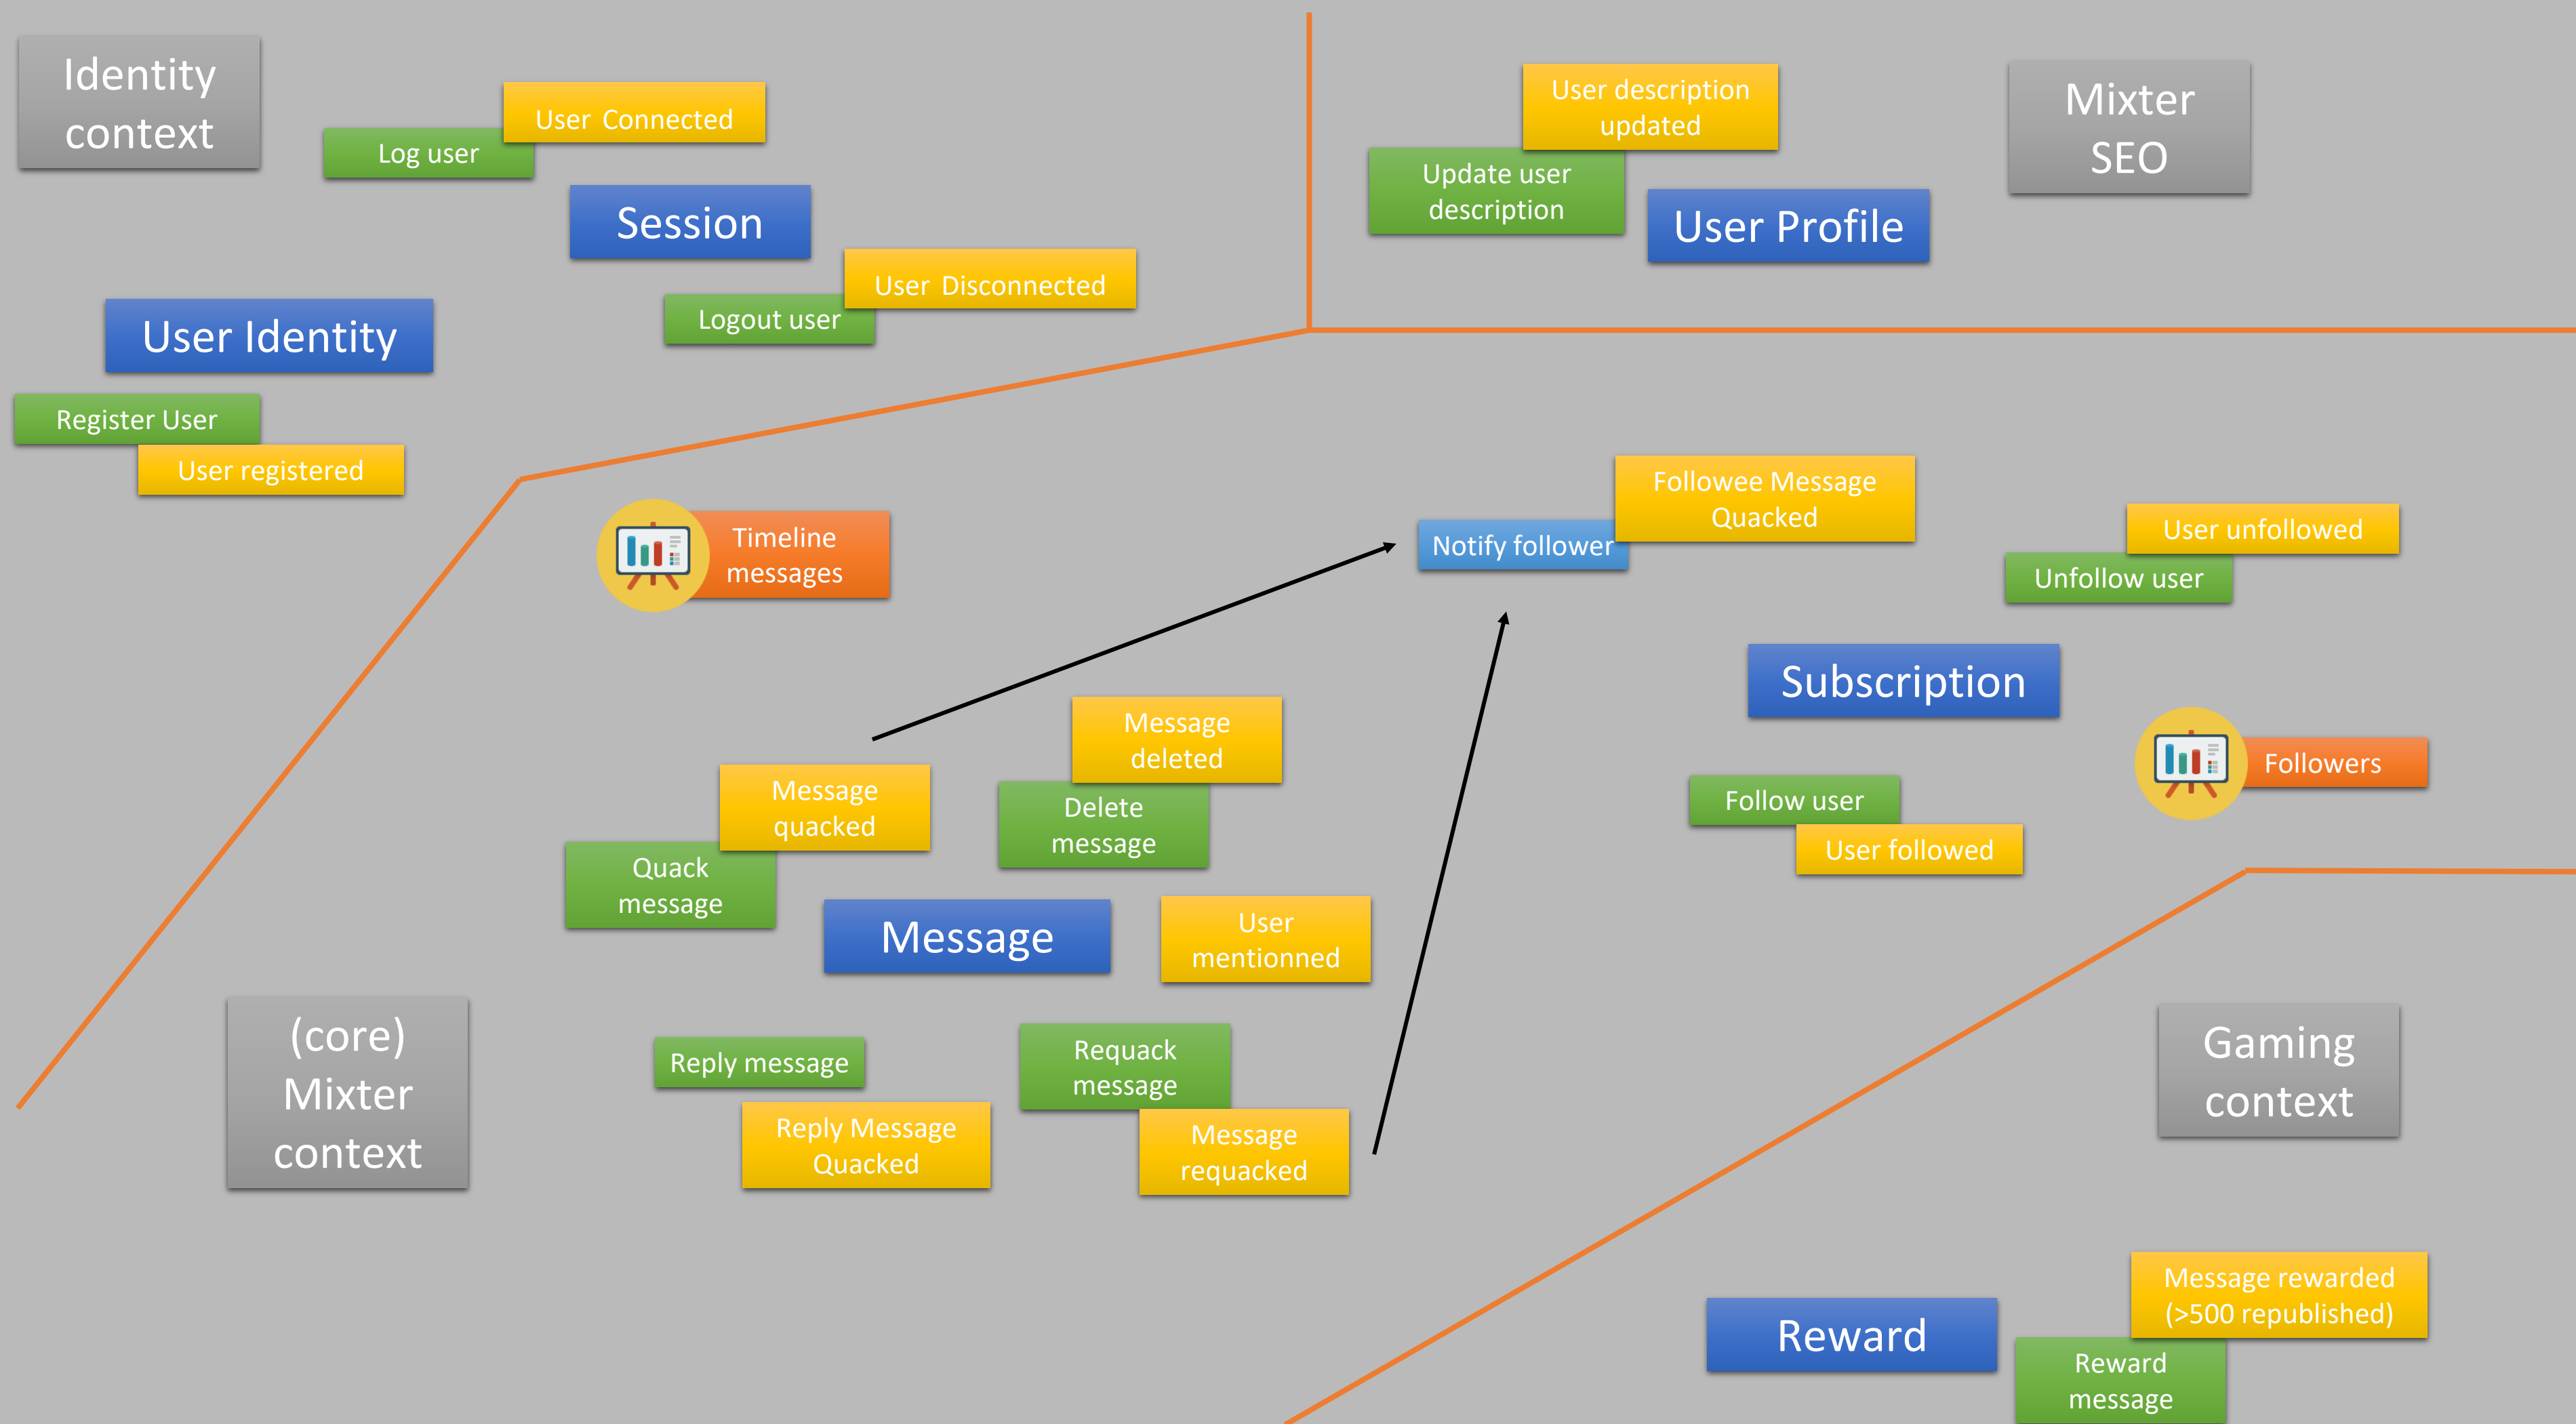 Identity
context
User Connected
Log user
Session
User Disconnected
Logout user
User Identity
Register User
User registered
User description
updated
Update user
description
User Profile
Mixter
SEO
Timeline
messages
Followee Message
Quacked
Notify follower
User unfollowed
Unfollow user
Subscription
Followers
Follow user
User followed
Message
deleted
Delete
message
Message
quacked
Quack
message
Message
User
mentionned
Reply message
Reply Message
Quacked
Requack
message
Message
requacked
(core)
Mixter
context
Gaming
context
Message rewarded
(>500 republished)
Reward
Reward
message